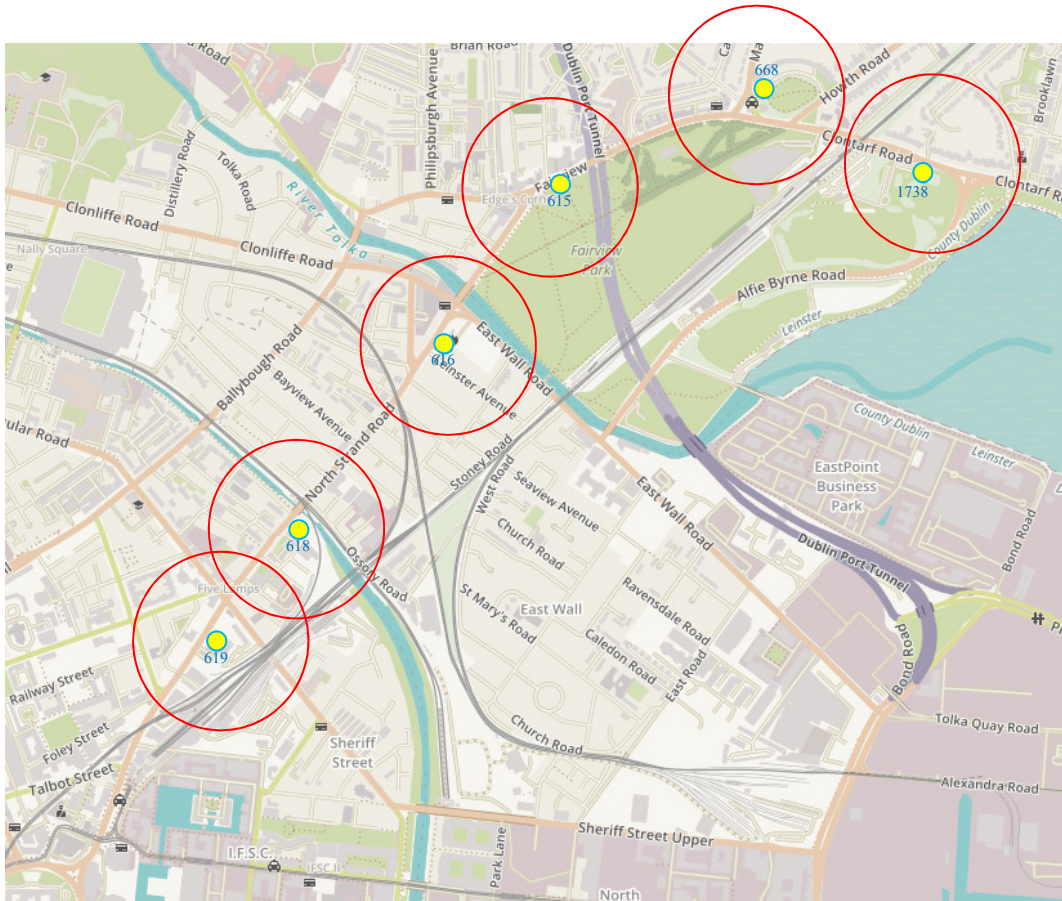 Brian Road
668
Howth Road
Brooklawn
Philipsburgh Avenue
Dublin Port Tunnel
Clontarf Road
Distillery Road
Tolka Road
Fairview
615
Edge's Corner
1738
Clontarf Ro
River Tolka
Clonliffe Road
Clonliffe Road
Nally Square
Fairview
Park
County Dublin
Leinster
Alfie Byrne Road
East Wall Road
616
Leinster Avenue
Ballybough Road
Bayview Avenue
North Strand Road
cular Road
Stoney Road
West Road
Seaview Avenue
Church Road
East Wall Road
County Dublin
Leinster
EastPoint
Business
Park
Bond Road
618
Ossory Road
Dublin Port Tunnel
Five Lamps
St Mary's Road
East Wall
Ravensdale Road
Caledon Road
East Road
619
Bond Road
Railway Street
Foley Street
Talbot Street
Sheriff
Street
Church Road
Tolka Quay Road
Alexandra Road
Sheriff Street Upper
Park Lane
I.F.S.C.
IFSC II
North